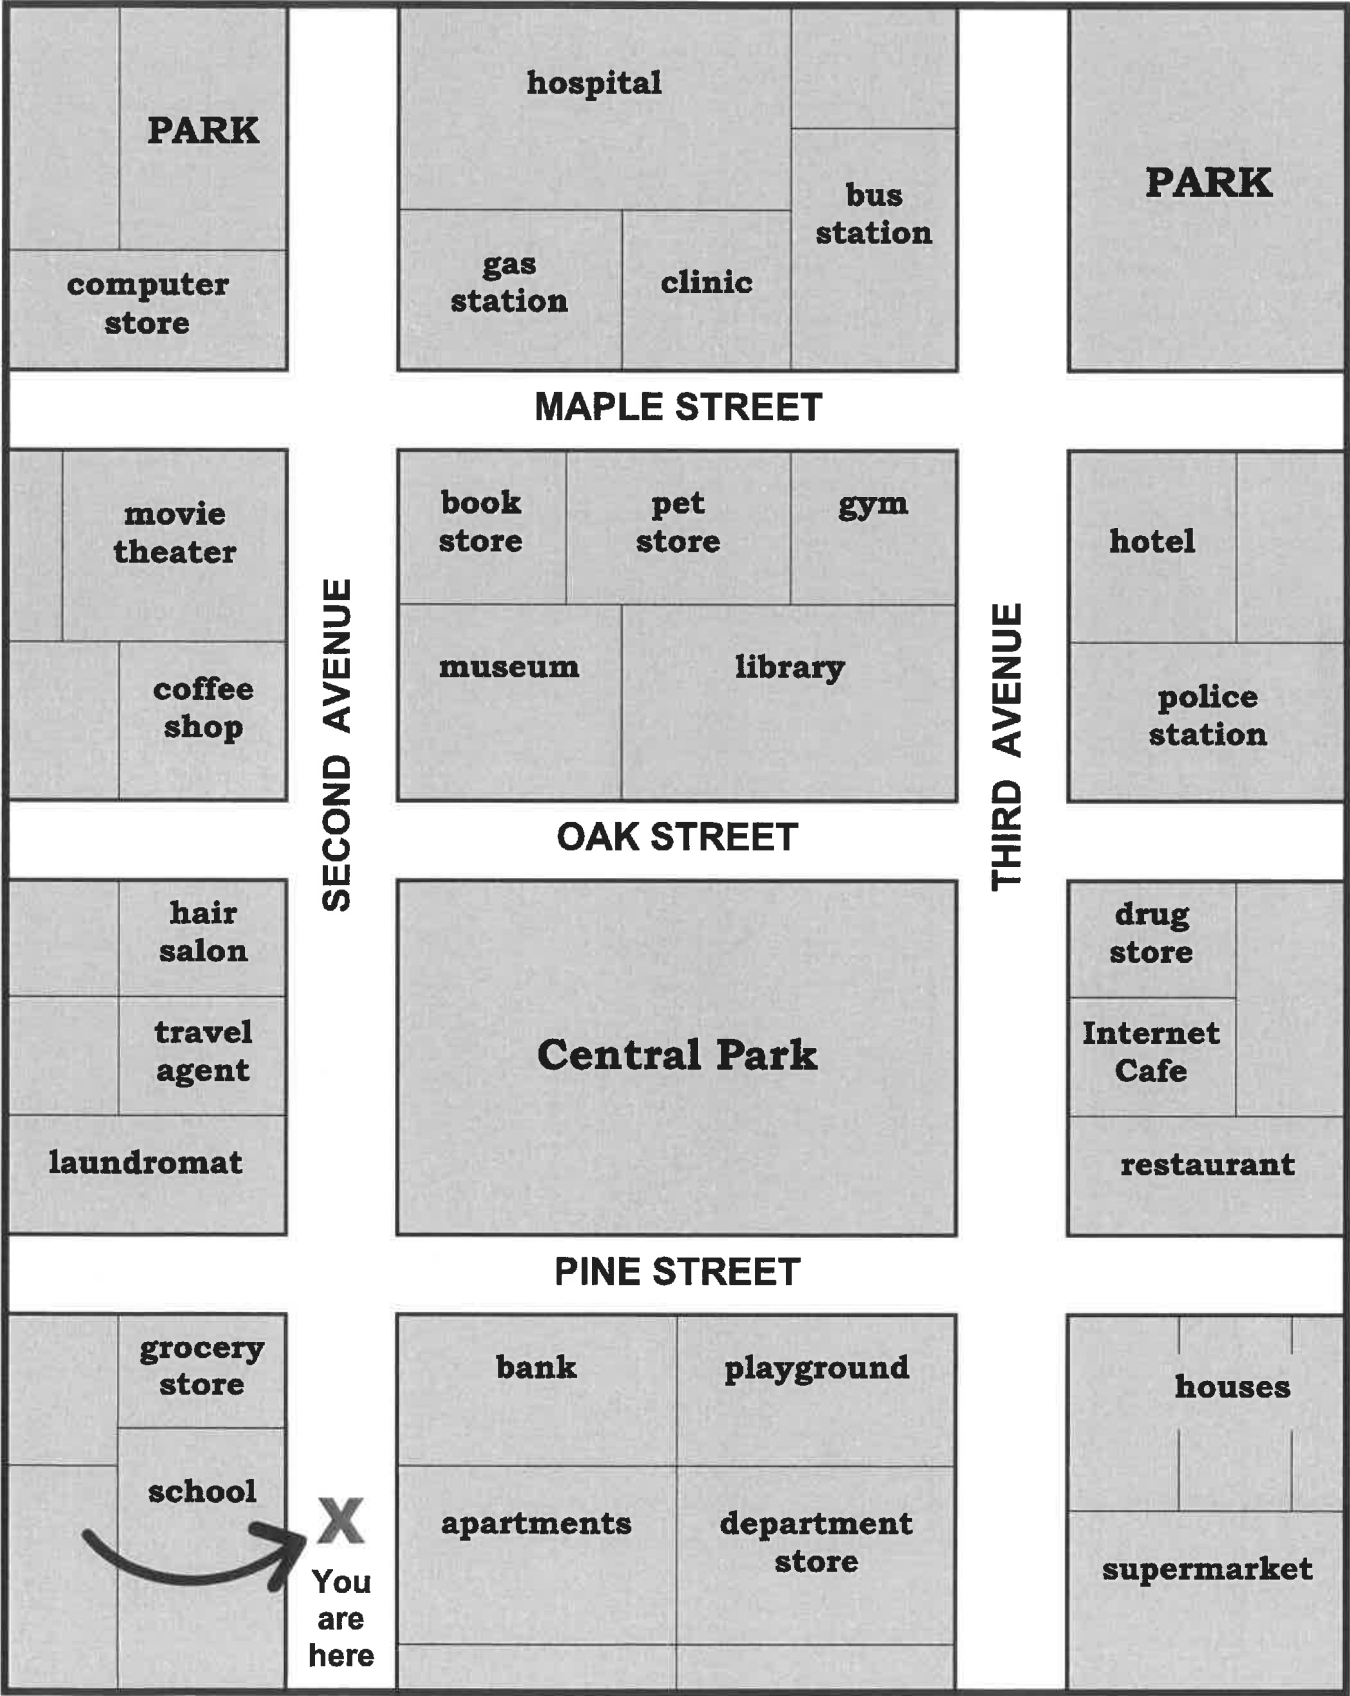 hospital
PARK
bus
station
PARK
computer
store
gas
station
clinic
MAPLE STREET
movie
theater
book
store
pet
store
gym
hotel
coffee
shop
SECOND AVENUE
museum
library
THIRD AVENUE
police
station
OAK STREET
hair
salon
travel
agent
laundromat
Central Park
drug
store
Internet
Cafe
restaurant
PINE STREET
grocery
store
school
bank
playground
houses
X
You
are
here
apartments
department
store
supermarket